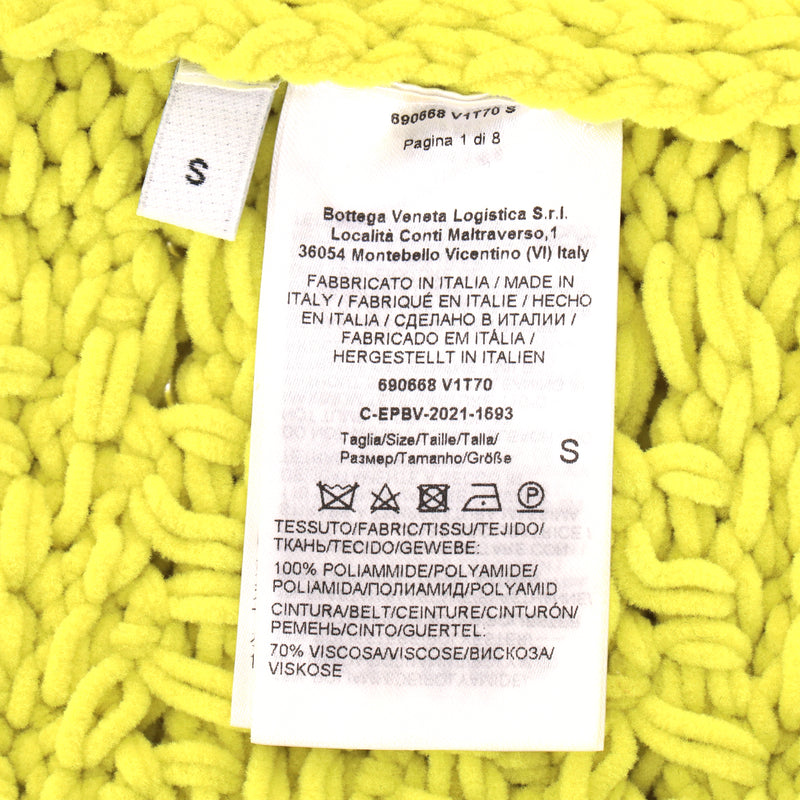 S
690668 V1T70 S
Pagina 1 di 8
Bottega Veneta Logistica S.r.l.
Località Conti Maltraverso,1
36054 Montebello Vicentino (VI) Italy
FABBRICATO IN ITALIA / MADE IN
ITALY / FABRIQUÉ EN ITALIE / HECHO
EN ITALIA / СДЕЛАНО В ИТАЛИИ /
FABRICADO EM ITÁLIA /
HERGESTELLT IN ITALIEN
690668 V1T70
C-EPBV-2021-1693
Taglia/Size/Taille/Talla/
Размер/Tamanho/Größe S
P
TESSUTO/FABRIC/TISSU/TEJIDO/
ТКАНЬ/TECIDO/GEWEBE:
100% POLIAMMIDE/POLYAMIDE/
POLIAMIDA/ПОЛИАМИД/POLYAMID
CINTURA/BELT/CEINTURE/CINTURÓN/
РЕМЕНЬ/CINTO/GUERTEL:
70% VISCOSA/VISCOSE/ВИСКОЗА/
VISKOSE